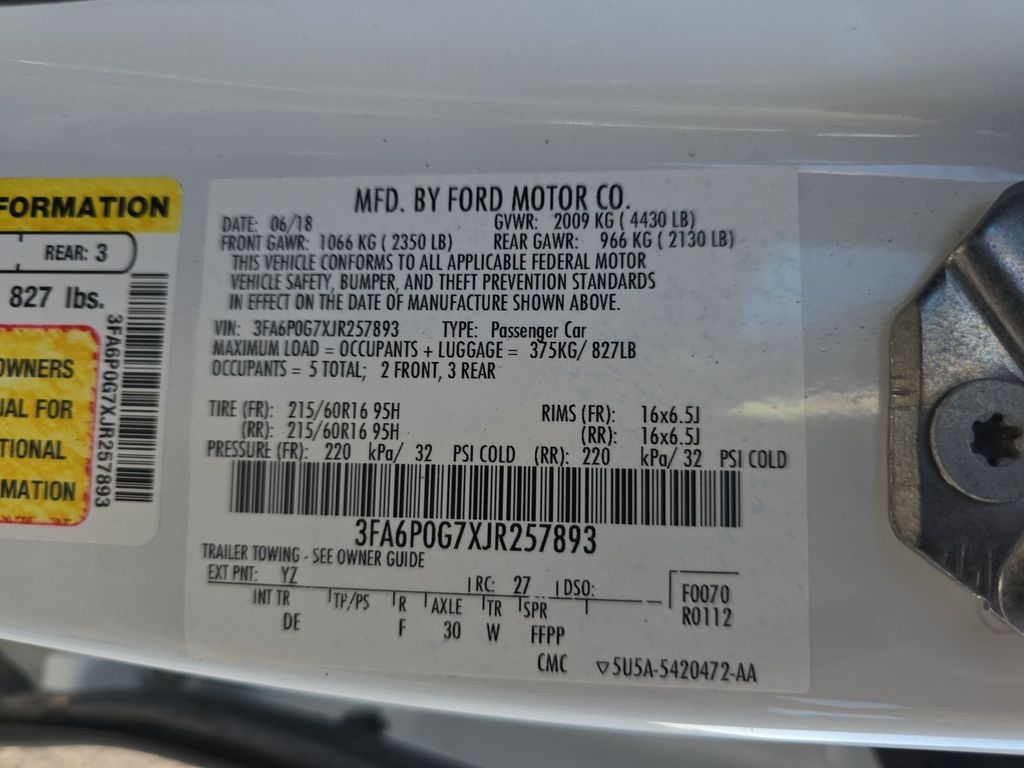 FORMATION
REAR: 3
827 lbs.
3FA6P0G7XJR257893
OWNERS
UAL FOR
TIONAL
MATION
MFD. BY FORD MOTOR CO.
DATE: 06/18 GVWR: 2009 KG ( 4430 LB)
FRONT GAWR: 1066 KG ( 2350 LB) REAR GAWR: 966 KG ( 2130 LB)
THIS VEHICLE CONFORMS TO ALL APPLICABLE FEDERAL MOTOR
VEHICLE SAFETY, BUMPER, AND THEFT PREVENTION STANDARDS
IN EFFECT ON THE DATE OF MANUFACTURE SHOWN ABOVE.
VIN: 3FA6P0G7XJR257893 TYPE: Passenger Car
MAXIMUM LOAD = OCCUPANTS + LUGGAGE = 375KG/ 827LB
OCCUPANTS = 5 TOTAL; 2 FRONT, 3 REAR
TIRE (FR): 215/60R16 95H RIMS (FR): 16x6.5J
(RR): 215/60R16 95H (RR): 16x6.5J
PRESSURE (FR): 220 kPa/ 32 PSI COLD (RR): 220 kPa/ 32 PSI COLD
3FA6P0G7XJR257893
TRAILER TOWING - SEE OWNER GUIDE
EXT PNT: YZ RC: 27 DSO: F0070
INT TR TP/PS R AXLE TR SPR R0112
DE F 30 W FFPP
CMC ▽5U5A-5420472-AA